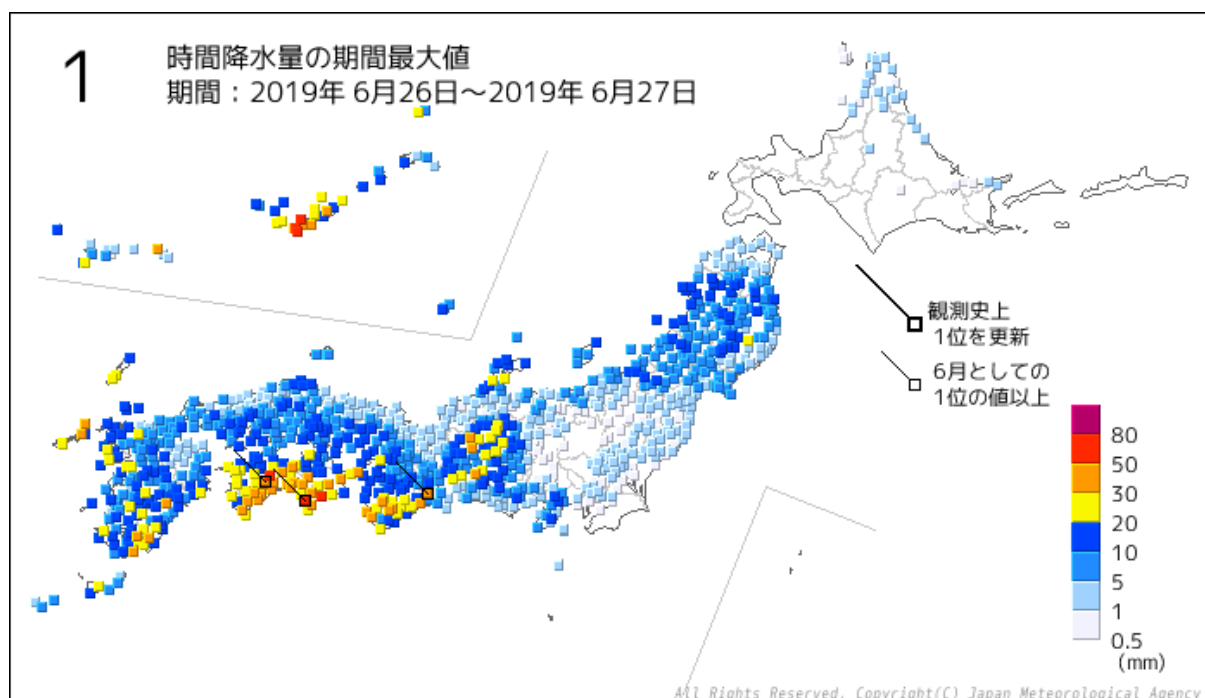 1
時間降水量の期間最大値
期間：2019年 6月26日～2019年 6月27日
観測史上
1位を更新
6月としての
1位の値以上
80
50
30
20
10
5
1
0.5
(mm)
All Rights Reserved. Copyright(C) Japan Meteorological Agency